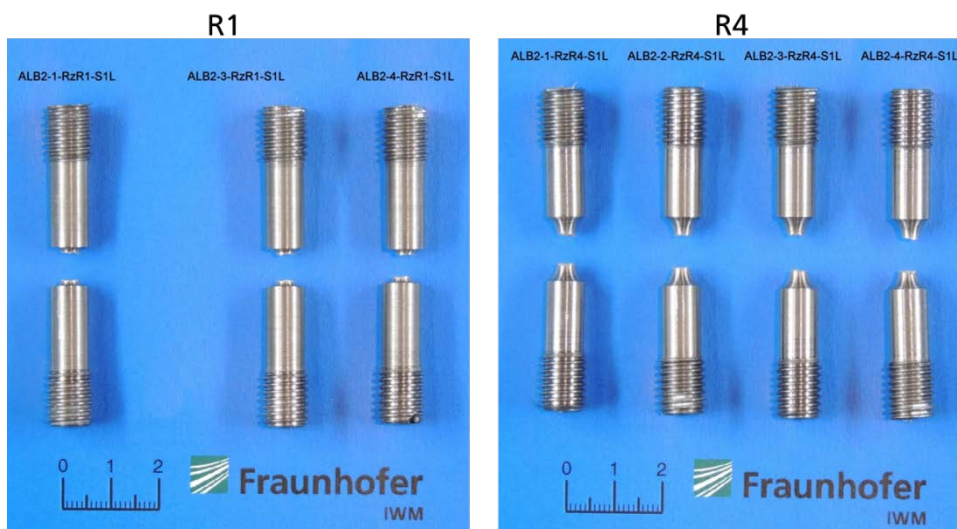 R1
ALB2-1-RzR1-S1L
ALB2-3-RzR1-S1L
ALB2-4-RzR1-S1L
0 1 2
Fraunhofer
IWM
R4
ALB2-1-RzR4-S1L
ALB2-2-RzR4-S1L
ALB2-3-RzR4-S1L
ALB2-4-RzR4-S1L
0 1 2
Fraunhofer
IWM